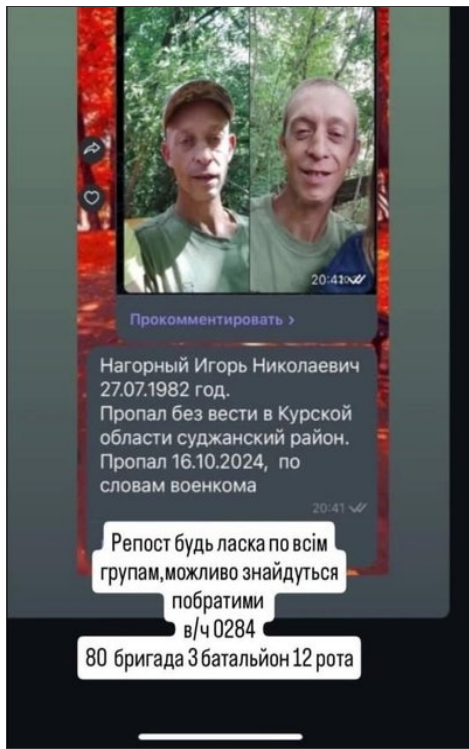 20:41
Прокомментировать >
Нагорный Игорь Николаевич
27.07.1982 год.
Пропал без вести в Курской
области суджанский район.
Пропал 16.10.2024, по
словам военкома
20:41
Репост будь ласка по всім
групам,можливо знайдуться
побратими
в/ч 0284
80 бригада 3 батальйон 12 рота